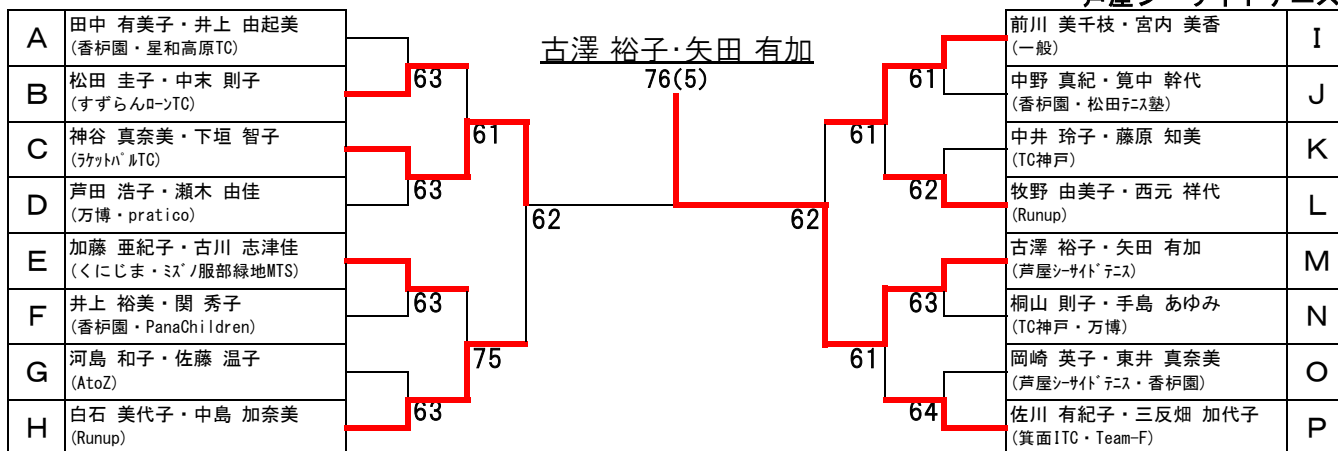 芦屋シーサイドテニス
A
田中 有美子・井上 由起美
(香枦園・星和高原TC)
B
松田 圭子・中末 則子
(すずらんﾛｰﾝTC)
C
神谷 真奈美・下垣 智子
(ﾗｹｯﾄﾊﾟﾙTC)
D
芦田 浩子・瀬木 由佳
(万博・pratico)
E
加藤 亜紀子・古川 志津佳
(くにじま・ﾐｽﾞﾉ服部緑地MTS)
F
井上 裕美・関 秀子
(香枦園・PanaChildren)
G
河島 和子・佐藤 温子
(AtoZ)
H
白石 美代子・中島 加奈美
(Runup)
63
63
63
63
61
75
62
古澤 裕子・矢田 有加
76(5)
62
61
61
61
62
63
64
前川 美千枝・宮内 美香
(一般)
I
中野 真紀・筧中 幹代
(香枦園・松田ﾃﾆｽ塾)
J
中井 玲子・藤原 知美
(TC神戸)
K
牧野 由美子・西元 祥代
(Runup)
L
古澤 裕子・矢田 有加
(芦屋ｼｰｻｲﾄﾞﾃﾆｽ)
M
桐山 則子・手島 あゆみ
(TC神戸・万博)
N
岡崎 英子・東井 真奈美
(芦屋ｼｰｻｲﾄﾞﾃﾆｽ・香枦園)
O
佐川 有紀子・三反畑 加代子
(箕面ITC・Team-F)
P